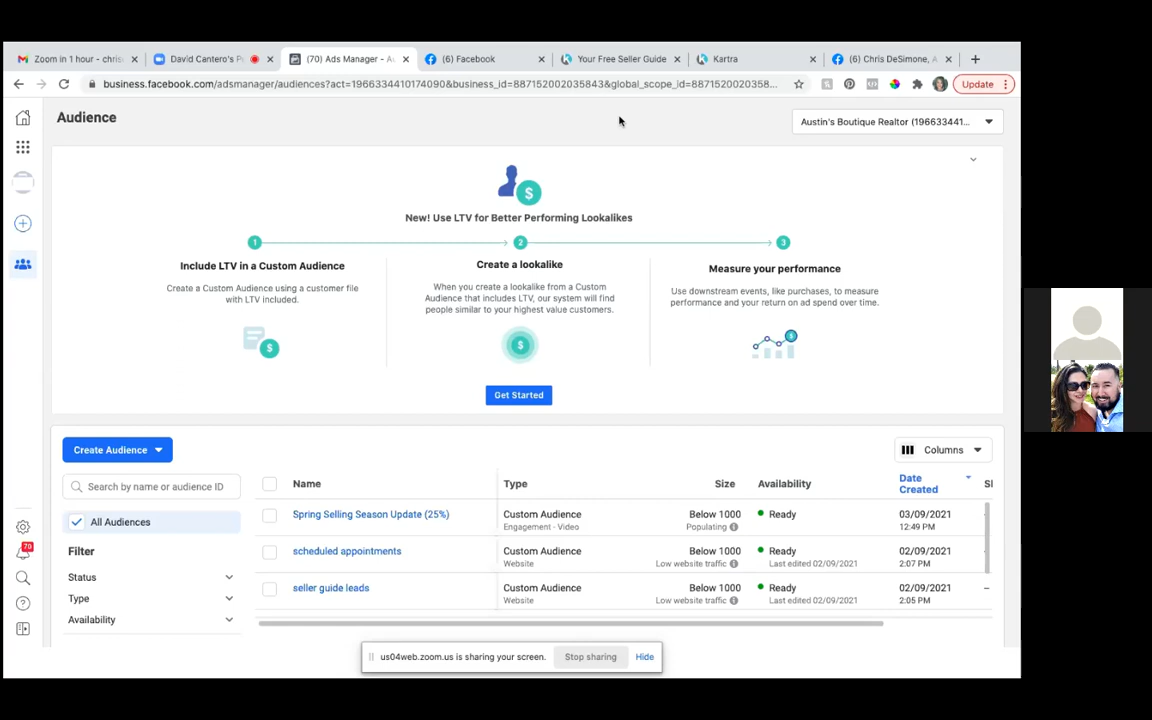 Zoom in 1 hour - chris
David Cantero's P
(70) Ads Manager - A
(6) Facebook
Your Free Seller Guide
Kartra
(6) Chris DeSimone, A
business.facebook.com/adsmanager/audiences?act=1966334410174090&business_id=887152002035843&global_scope_id=8871520020358...
Update
Audience
Austin's Boutique Realtor (196633441...
New! Use LTV for Better Performing Lookalikes
1
2
3
Include LTV in a Custom Audience
Create a lookalike
Measure your performance
Create a Custom Audience using a customer file
with LTV included.
When you create a lookalike from a Custom
Audience that includes LTV, our system will find
people similar to your highest value customers.
Use downstream events, like purchases, to measure
performance and your return on ad spend over time.
Get Started
Create Audience
Columns
Search by name or audience ID
Name
Type
Size
Availability
Date
Created
All Audiences
Spring Selling Season Update (25%)
Custom Audience
Engagement · Video
Below 1000
Populating
Ready
03/09/2021
12:49 PM
Filter
scheduled appointments
Custom Audience
Website
Below 1000
Low website traffic
Ready
Last edited 02/09/2021
02/09/2021
2:07 PM
Status
seller guide leads
Custom Audience
Website
Below 1000
Low website traffic
Ready
Last edited 02/09/2021
02/09/2021
2:05 PM
Type
Availability
70
us04web.zoom.us is sharing your screen.
Stop sharing
Hide